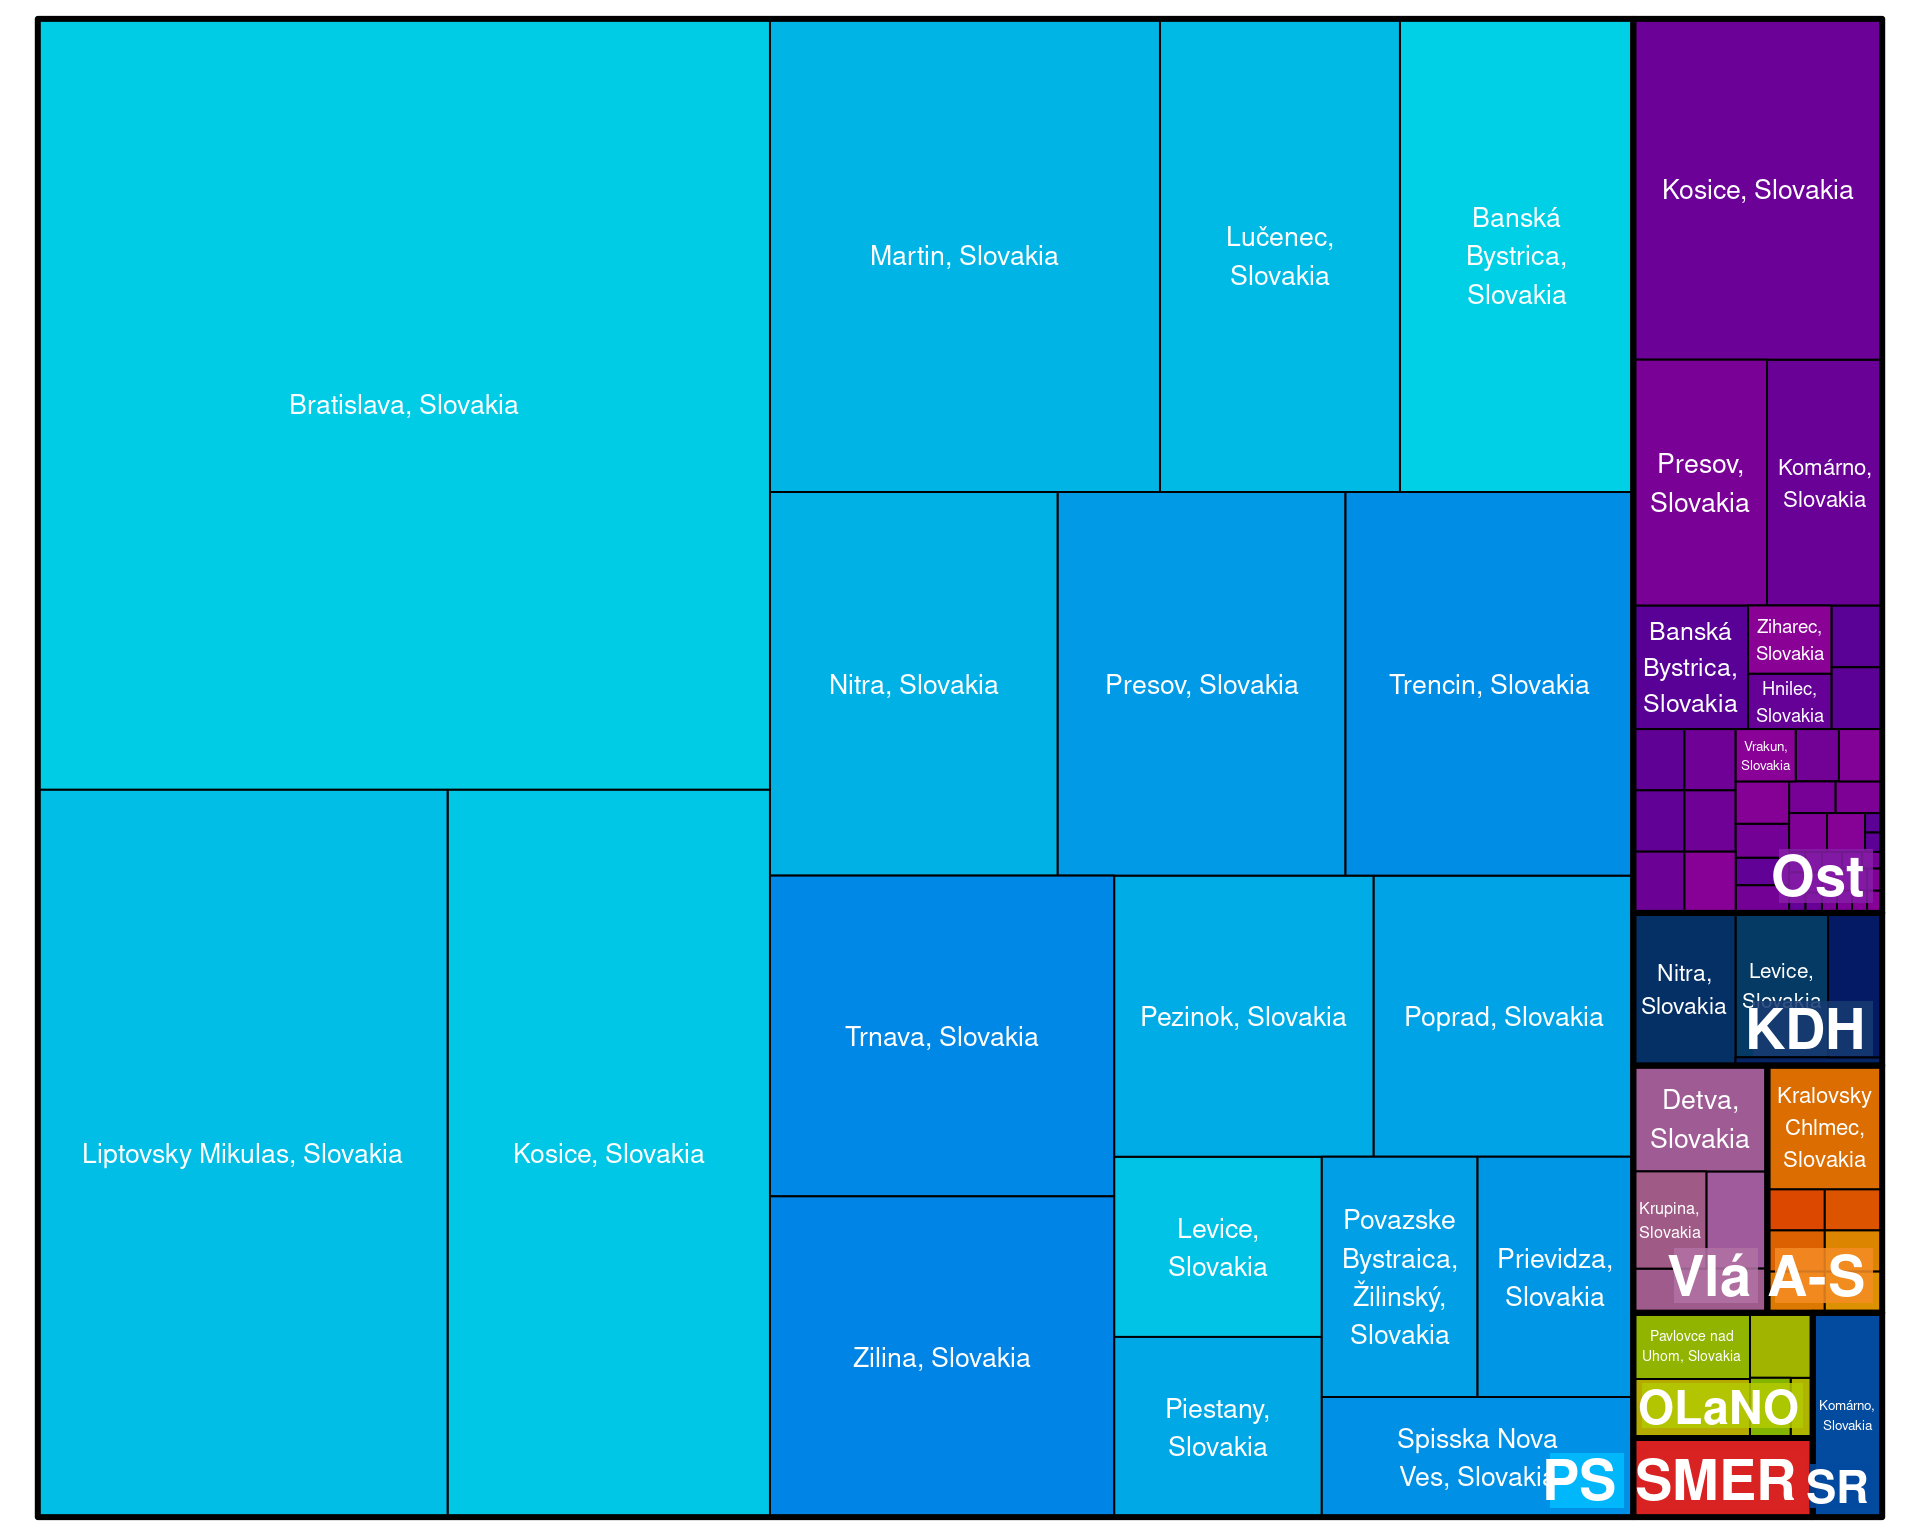 Bratislava, Slovakia
Liptovsky Mikulas, Slovakia
Kosice, Slovakia
Martin, Slovakia
Lučenec,
Slovakia
Banská
Bystrica,
Slovakia
Nitra, Slovakia
Presov, Slovakia
Trencin, Slovakia
Trnava, Slovakia
Zilina, Slovakia
Pezinok, Slovakia
Poprad, Slovakia
Levice,
Slovakia
Piestany,
Slovakia
Povazske
Bystraica,
Žilinský,
Slovakia
Prievidza,
Slovakia
Spisska Nova
Ves, Slovakia
PS
Kosice, Slovakia
Presov,
Slovakia
Komárno,
Slovakia
Banská
Bystrica,
Slovakia
Ziharec,
Slovakia
Hnilec,
Slovakia
Vrakun,
Slovakia
Ost
Nitra,
Slovakia
Levice,
Slovakia
KDH
Detva,
Slovakia
Krupina,
Slovakia
Vlá
Kralovsky
Chlmec,
Slovakia
A-S
Pavlovce nad
Uhom, Slovakia
OLaNO
Komárno,
Slovakia
SMER
SR